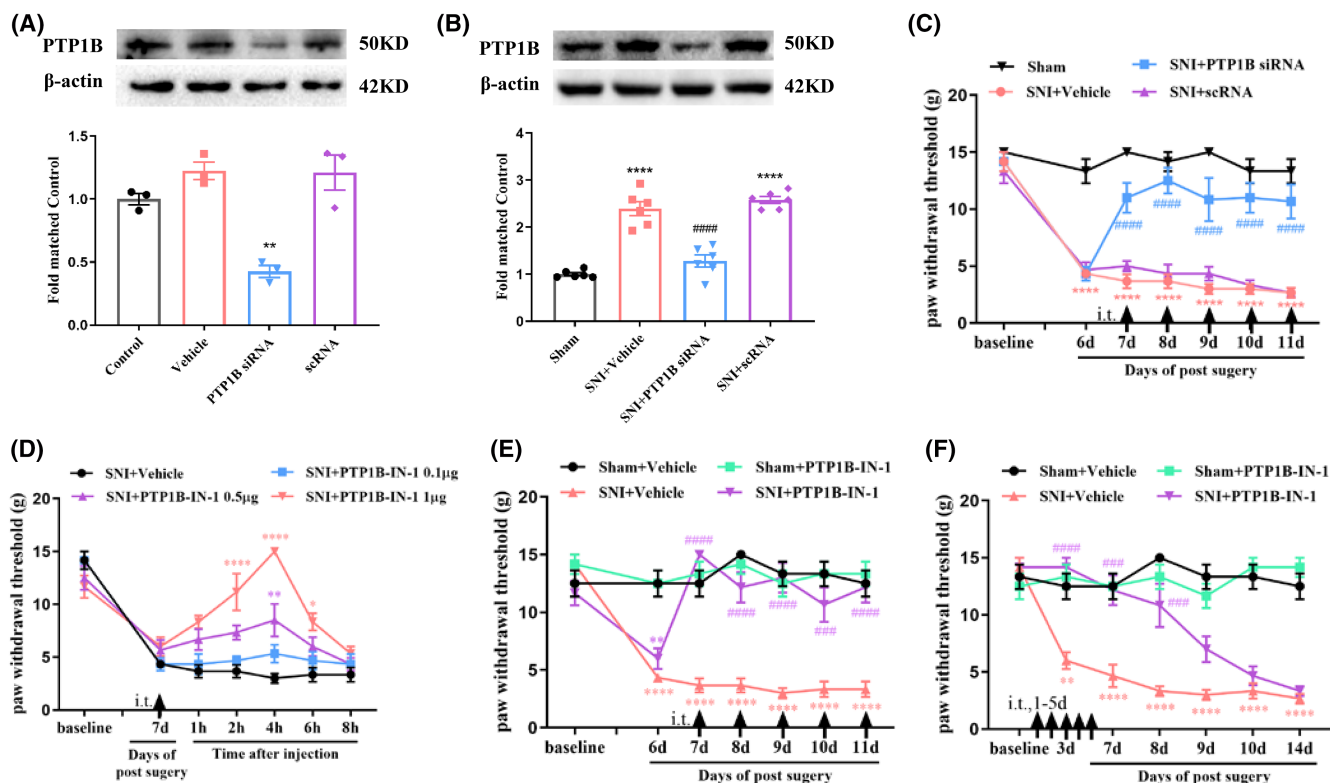 (A)
PTP1B
50KD
β-actin
42KD
Fold matched Control
1.5
1.0
0.5
0.0
**
Control
Vehicle
PTP1B siRNA
scRNA
(B)
PTP1B
50KD
β-actin
42KD
Fold matched Control
4
3
2
1
0
****
####
****
Sham
SNI+Vehicle
SNI+PTP1B siRNA
SNI+scRNA
(C)
Sham
SNI+PTP1B siRNA
SNI+Vehicle
SNI+scRNA
paw withdrawal threshold (g)
20
15
10
5
0
####
####
####
####
####
****
****
****
****
****
****
i.t.
baseline
6d
7d
8d
9d
10d
11d
Days of post sugery
(D)
SNI+Vehicle
SNI+PTP1B-IN-1 0.1µg
SNI+PTP1B-IN-1 0.5µg
SNI+PTP1B-IN-1 1µg
paw withdrawal threshold (g)
20
15
10
5
0
****
****
**
*
i.t.
baseline
7d
1h
2h
4h
6h
8h
Days of
post sugery
Time after injection
(E)
Sham+Vehicle
Sham+PTP1B-IN-1
SNI+Vehicle
SNI+PTP1B-IN-1
paw withdrawal threshold (g)
20
15
10
5
0
####
####
####
###
####
**
****
****
****
****
****
****
i.t.
6d
7d
8d
9d
10d
11d
baseline
Days of post sugery
(F)
Sham+Vehicle
Sham+PTP1B-IN-1
SNI+Vehicle
SNI+PTP1B-IN-1
paw withdrawal threshold (g)
20
15
10
5
0
####
###
###
**
****
****
****
****
****
i.t.,1-5d
baseline
3d
7d
8d
9d
10d
14d
Days of post sugery